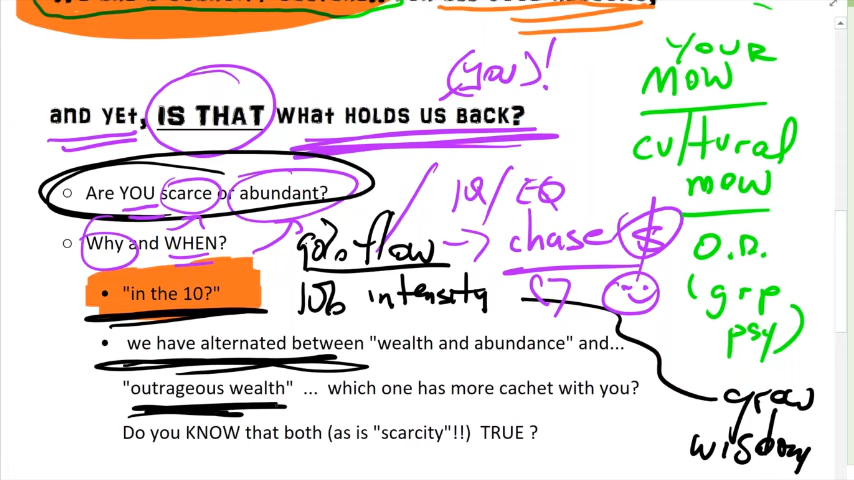 (you)!
and yet, IS THAT WHat HOLDS US BaCK?
Are YOU scarce or abundant?
Why and WHEN?
"in the 10?"
we have alternated between "wealth and abundance" and...
"outrageous wealth" ... which one has more cachet with you?
Do you KNOW that both (as is "scarcity"!!) TRUE ?
IQ/EQ
90% flow → chase $
10% intensity
grow
wisdom
YOUR
MOW
cultural
mow
O.D.
(grp
psy)